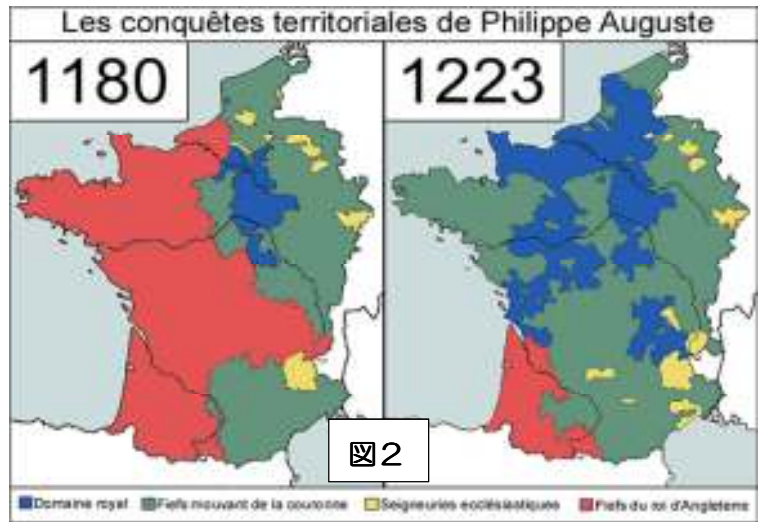 Les conquêtes territoriales de Philippe Auguste
1180
1223
図2
Domaine royal
Fiefs mouvant de la couronne
Seigneuries ecclésiastiques
Fiefs du roi d'Angleterre